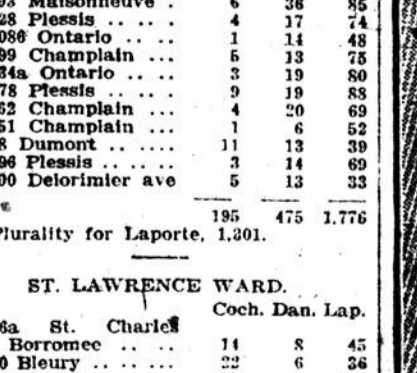 93 Maisonneuve . 6 36 85
28 Plessis .. .. .. 4 17 74
086 Ontario .. .. 1 14 48
99 Champlain ... 5 13 75
34a Ontario .. .. 3 19 80
78 Plessis .. .. .. 9 19 88
62 Champlain ... 4 20 69
51 Champlain ... 1 6 52
8 Dumont .. .. .. 11 13 39
96 Plessis .. .. .. 3 14 69
00 Delorimier ave 5 13 33
195 475 1.776
Plurality for Laporte, 1,301.
ST. LAWRENCE WARD.
Coch. Dan. Lap.
6a St. Charles
Borromee .. .. 14 8 45
0 Bleury .. .. .. 22 6 36